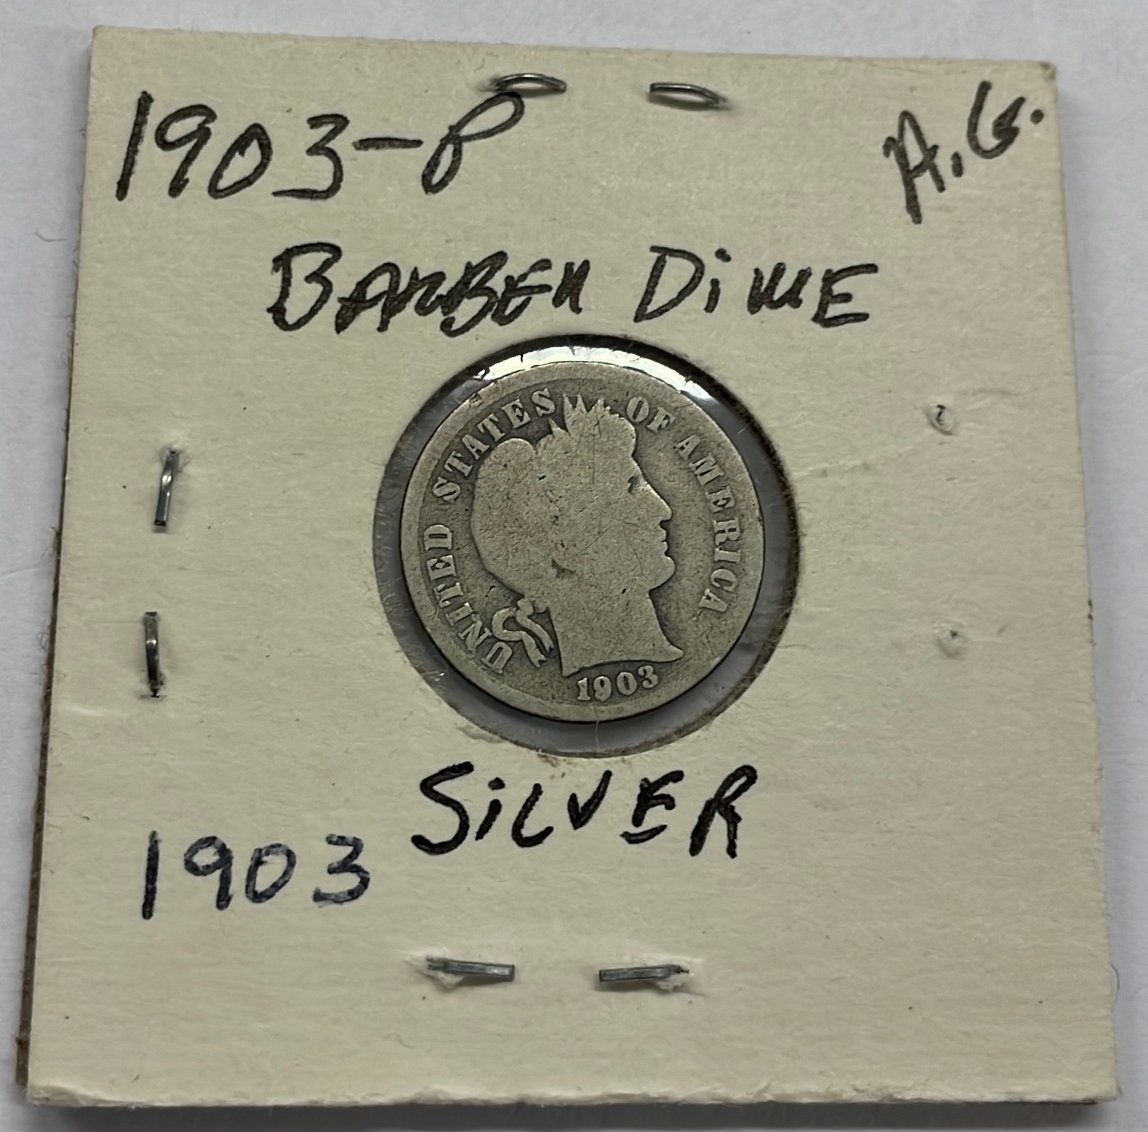 1903-P
A.G.
BARBER DiME
UNITED STATES OF AMERICA
1903
SiLVER
1903